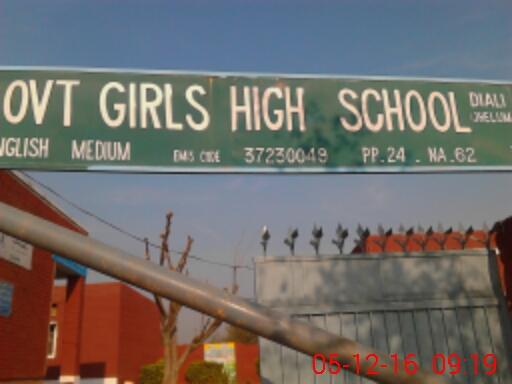 OVT GIRLS HIGH SCHOOL DIALI
(JHELUM
NGLISH MEDIUM EMIS CODE 37230049 PP.24 . NA.62
05-12-16 09:19